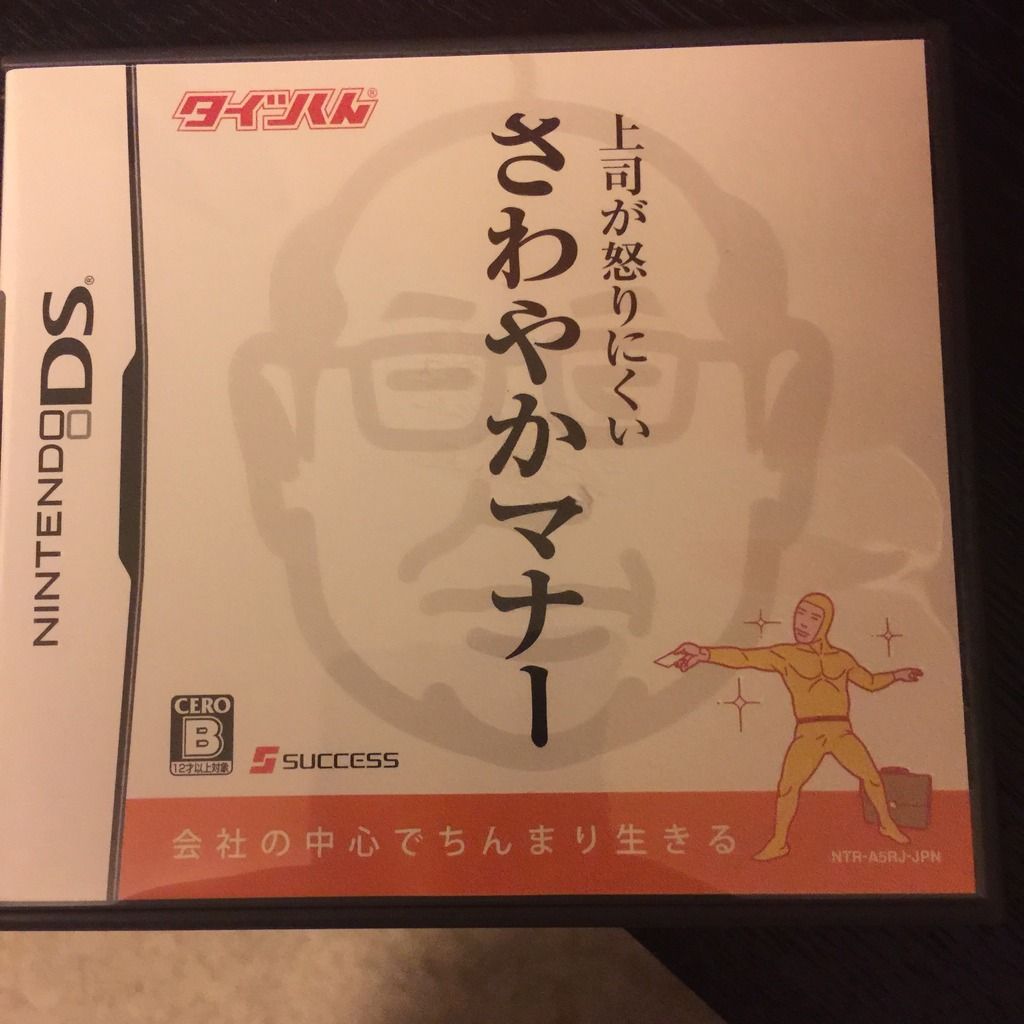 NINTENDO DS®
タイツくん®
上司が怒りにくい
さわやかマナー
CERO
B
12才以上対象
SUCCESS
会社の中心でちんまり生きる
NTR-A5RJ-JPN